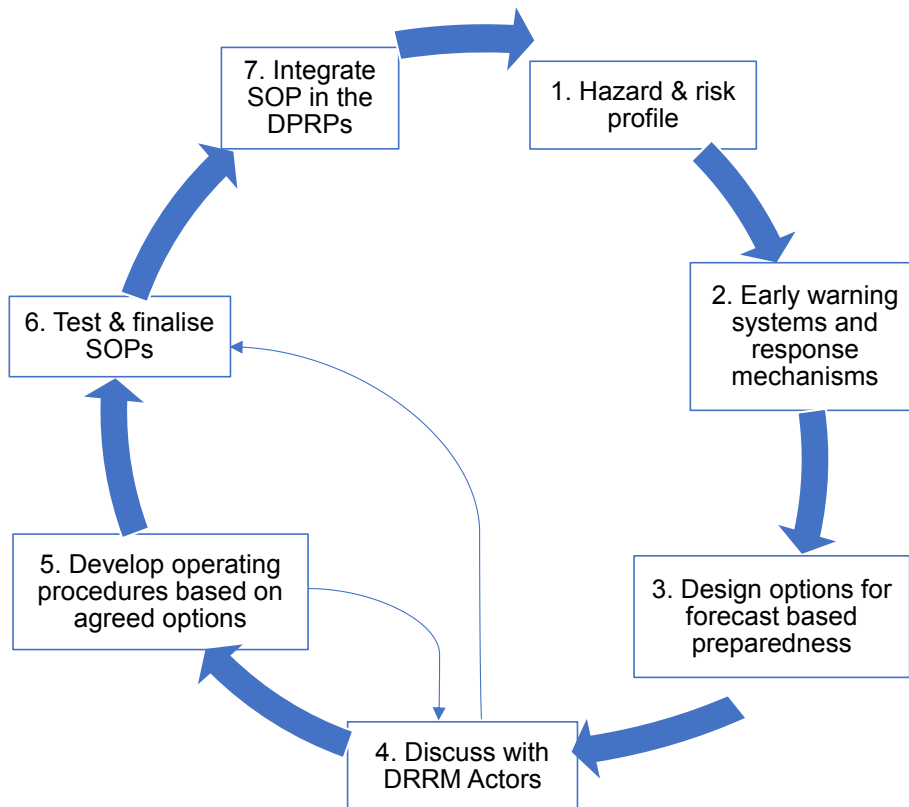 7. Integrate
SOP in the
DPRPs
1. Hazard & risk
profile
2. Early warning
systems and
response
mechanisms
3. Design options for
forecast based
preparedness
4. Discuss with
DRRM Actors
5. Develop operating
procedures based on
agreed options
6. Test & finalise
SOPs